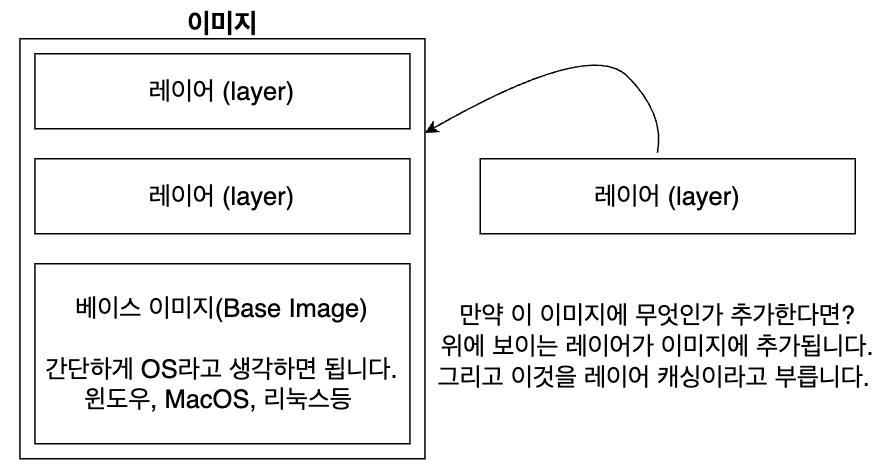 이미지
레이어 (layer)
레이어 (layer)
베이스 이미지(Base Image)
간단하게 OS라고 생각하면 됩니다.
윈도우, MacOS, 리눅스등
레이어 (layer)
만약 이 이미지에 무엇인가 추가한다면?
위에 보이는 레이어가 이미지에 추가됩니다.
그리고 이것을 레이어 캐싱이라고 부릅니다.